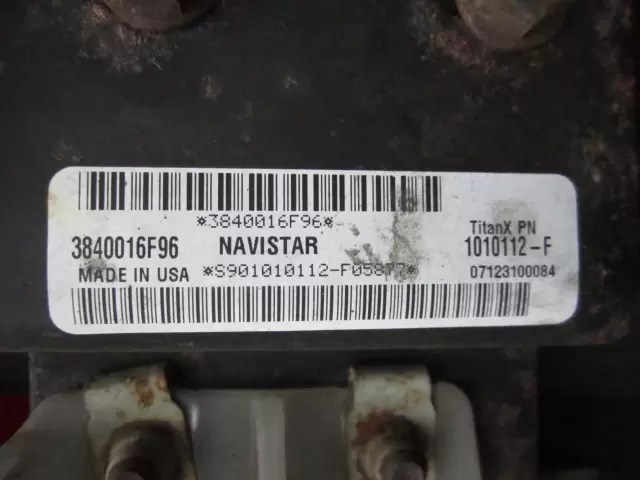 *3840016F96*
3840016F96 NAVISTAR
TitanX PN
1010112-F
MADE IN USA *S901010112-F05877*
07123100084